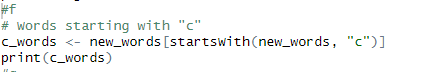 #f
# Words starting with "c"
c_words <- new_words[startsWith(new_words, "c")]
print(c_words)